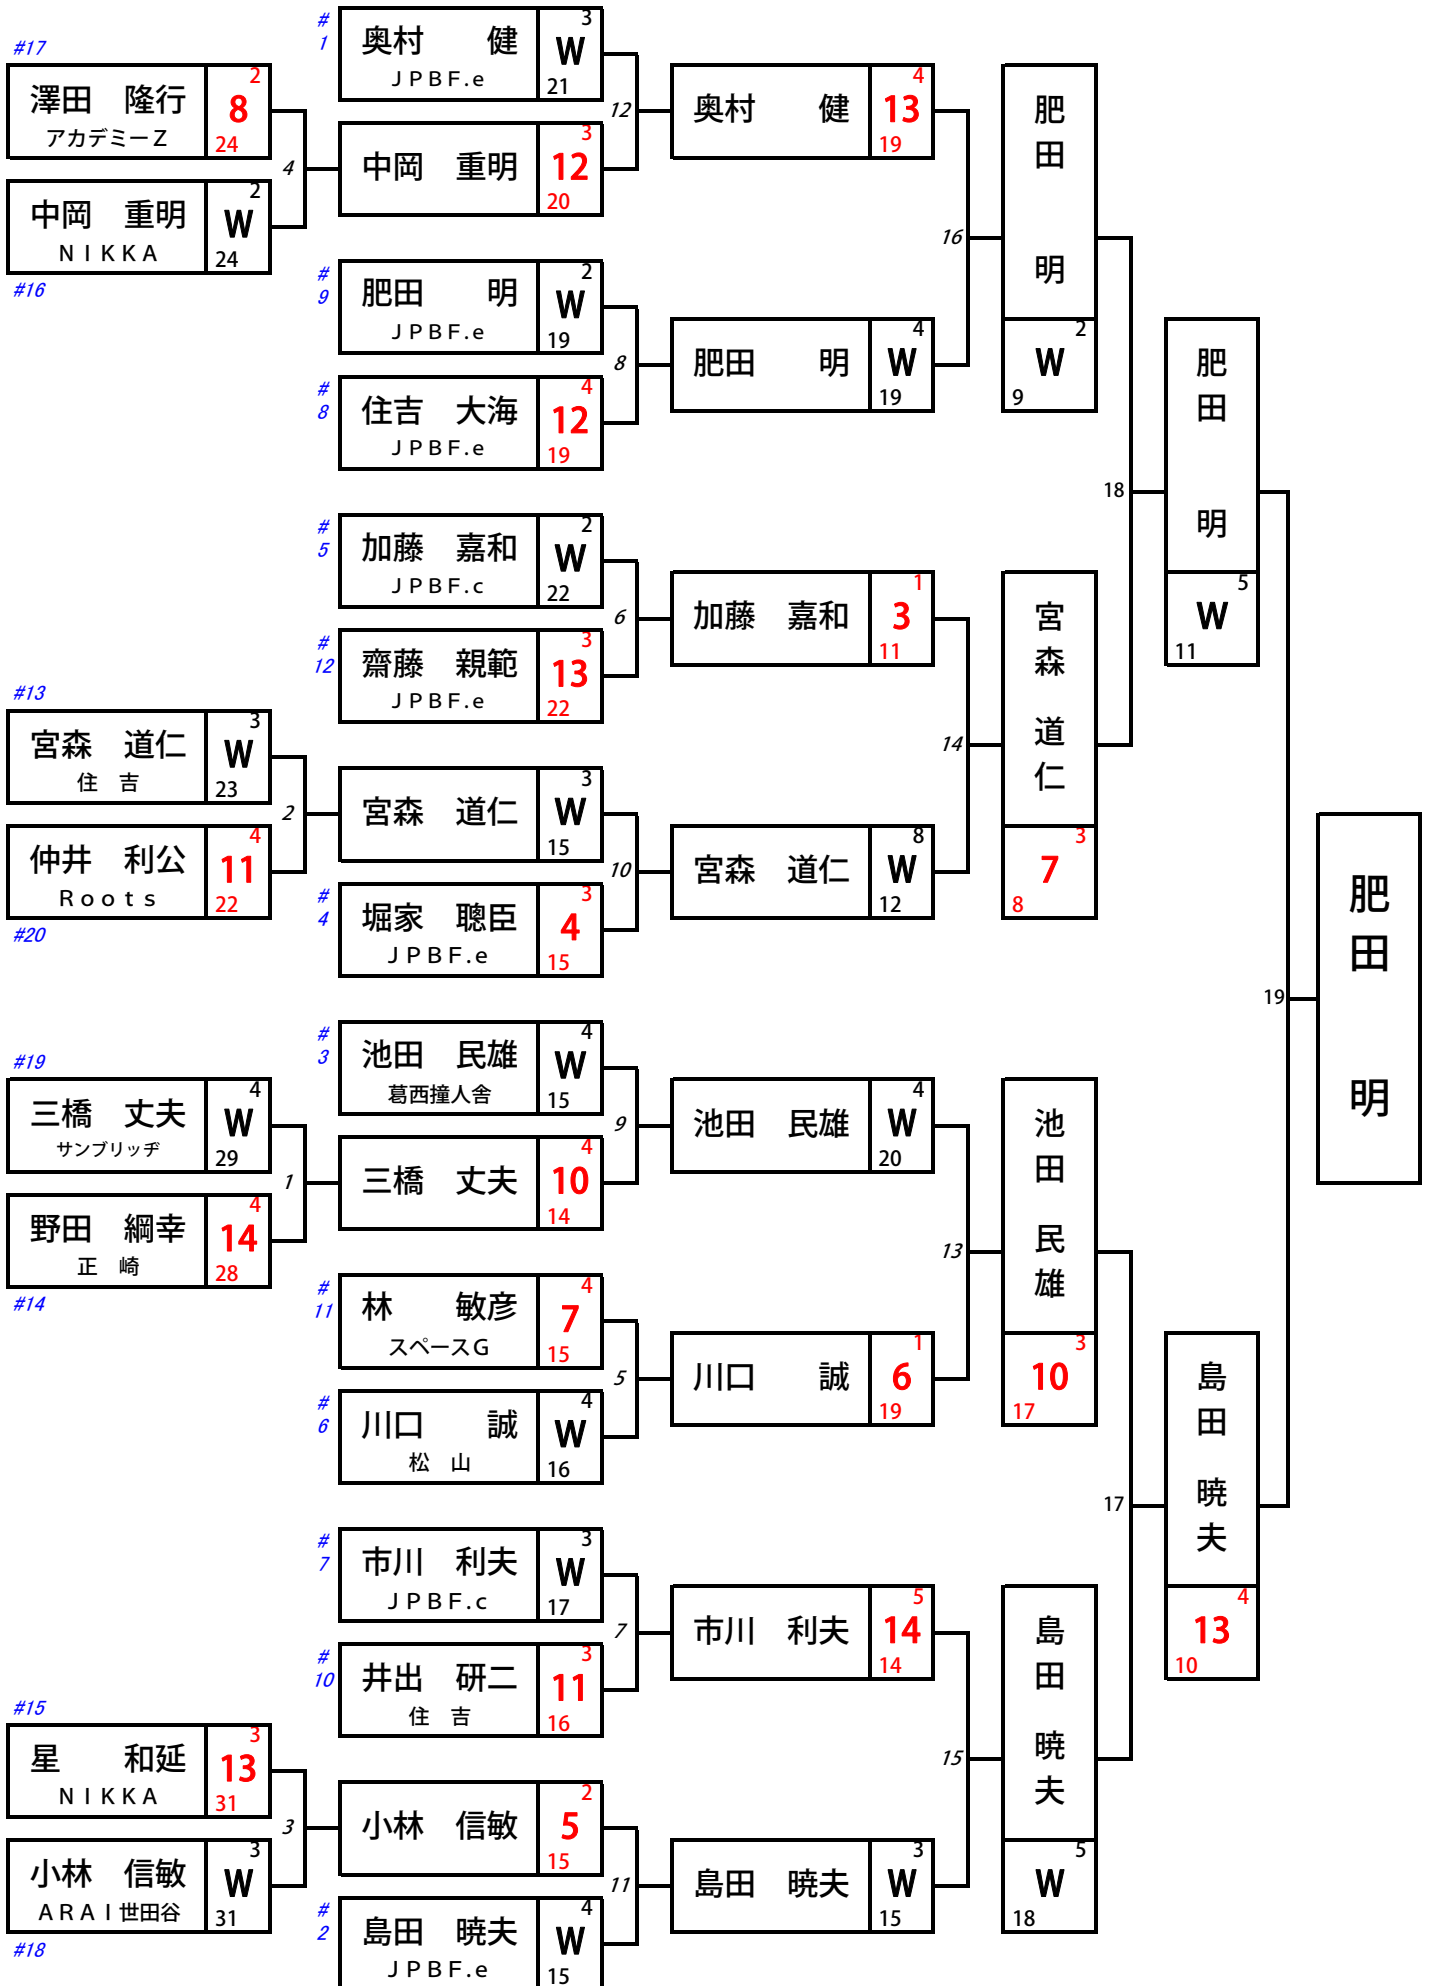 #17
澤田　隆行
アカデミーＺ
2
8
24
4
中岡　重明
ＮＩＫＫＡ
2
W
24
#16
#
1
奥村　　健
ＪＰＢＦ.e
3
W
21
12
中岡　重明
3
12
20
#
9
肥田　　明
ＪＰＢＦ.e
2
W
19
8
#
8
住吉　大海
ＪＰＢＦ.e
4
12
19
#
5
加藤　嘉和
ＪＰＢＦ.c
2
W
22
6
#
12
齋藤　親範
ＪＰＢＦ.e
3
13
22
#13
宮森　道仁
住　吉
3
W
23
2
仲井　利公
Ｒｏｏｔｓ
4
11
22
#20
宮森　道仁
3
W
15
10
#
4
堀家　聰臣
ＪＰＢＦ.e
3
4
15
#
3
池田　民雄
葛西撞人舎
4
W
15
9
#19
三橋　丈夫
サンブリッヂ
4
W
29
1
野田　綱幸
正　崎
4
14
28
#14
三橋　丈夫
4
10
14
#
11
林　　敏彦
スペースＧ
4
7
15
5
#
6
川口　　誠
松　山
4
W
16
#
7
市川　利夫
ＪＰＢＦ.c
3
W
17
7
#
10
井出　研二
住　吉
3
11
16
#15
星　　和延
ＮＩＫＫＡ
3
13
31
3
小林　信敏
ＡＲＡＩ世田谷
3
W
31
#18
小林　信敏
2
5
15
11
#
2
島田　暁夫
ＪＰＢＦ.e
4
W
15
奥村　　健
4
13
19
16
肥田　　明
4
W
19
加藤　嘉和
1
3
11
14
宮森　道仁
8
W
12
池田　民雄
4
W
20
13
川口　　誠
1
6
19
市川　利夫
5
14
14
15
島田　暁夫
3
W
15
肥田　　明
2
W
9
18
宮森　道仁
3
7
8
池田　民雄
3
10
17
17
島田　暁夫
5
W
18
肥田　　明
5
W
11
19
島田　暁夫
4
13
10
肥田　　明